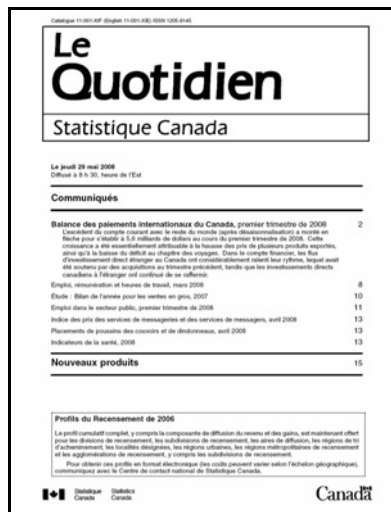 Catalogue 11-001-XIF (English 11-001-XIE) ISSN 1205-9145
Le
Quotidien
Statistique Canada
Le jeudi 29 mai 2008
Diffusé à 8 h 30, heure de l'Est
Communiqués
Balance des paiements internationaux du Canada, premier trimestre de 2008 2
L'excédent du compte courant avec le reste du monde (après désaisonnalisation) a monté en
flèche pour s'établir à 5,6 milliards de dollars au cours du premier trimestre de 2008. Cette
croissance a été essentiellement attribuable à la hausse des prix de plusieurs produits exportés,
ainsi qu'à la baisse du déficit au chapitre des voyages. Dans le compte financier, les flux
d'investissement direct étranger au Canada ont considérablement ralenti leur rythme, lequel avait
été soutenu par des acquisitions au trimestre précédent, tandis que les investissements directs
canadiens à l'étranger ont continué de se raffermir.
Emploi, rémunération et heures de travail, mars 2008 8
Étude : Bilan de l'année pour les ventes en gros, 2007 10
Emploi dans le secteur public, premier trimestre de 2008 11
Indice des prix des services de messageries et des services de messagers, avril 2008 13
Placements de poussins des couvoirs et de dindonneaux, avril 2008 13
Indicateurs de la santé, 2008 13
Nouveaux produits 15
Profils du Recensement de 2006
Le profil cumulatif complet, y compris la composante de diffusion du revenu et des gains, est maintenant offert
pour les divisions de recensement, les subdivisions de recensement, les aires de diffusion, les régions de tri
d'acheminement, les localités désignées, les régions urbaines, les régions métropolitaines de recensement
et les agglomérations de recensement, y compris les subdivisions de recensement.
Pour obtenir ces profils en format électronique (les coûts peuvent varier selon l'échelon géographique),
communiquez avec le Centre de contact national de Statistique Canada.
Statistique Canada
Statistics Canada
Canada